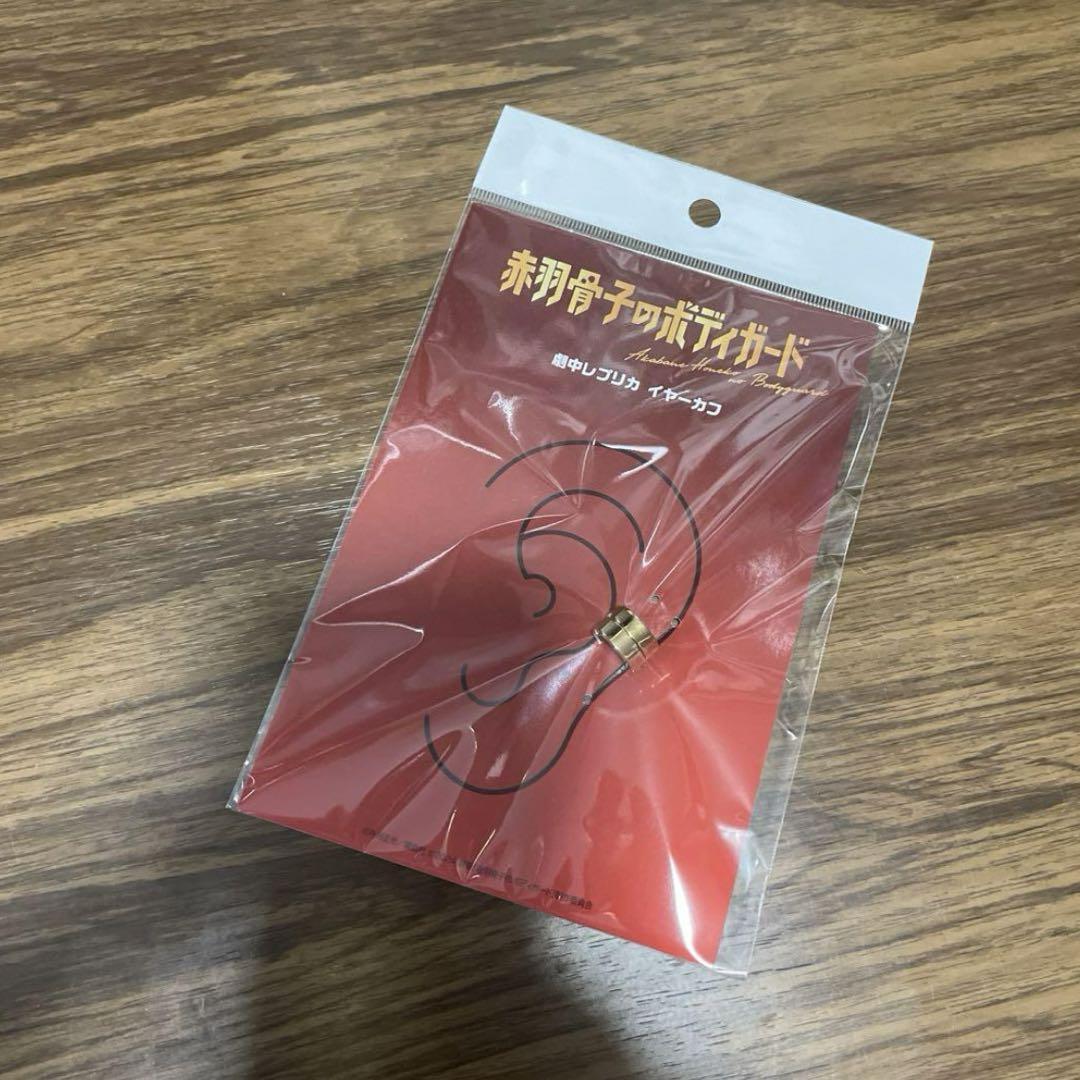 赤羽骨子のボディガード
Akabane Honeko
no Bodyguard
劇中レプリカ イヤーカフ